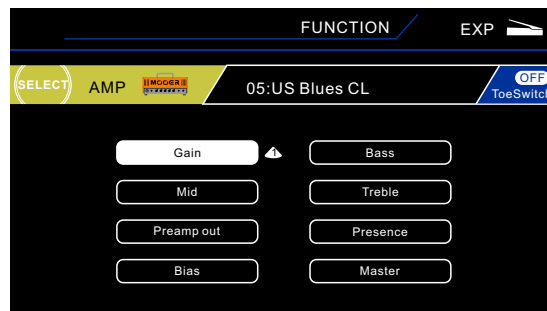 FUNCTION EXP
SELECT AMP MOOER 05:US Blues CL OFF
ToeSwitch
Gain 1 Bass
Mid Treble
Preamp out Presence
Bias Master